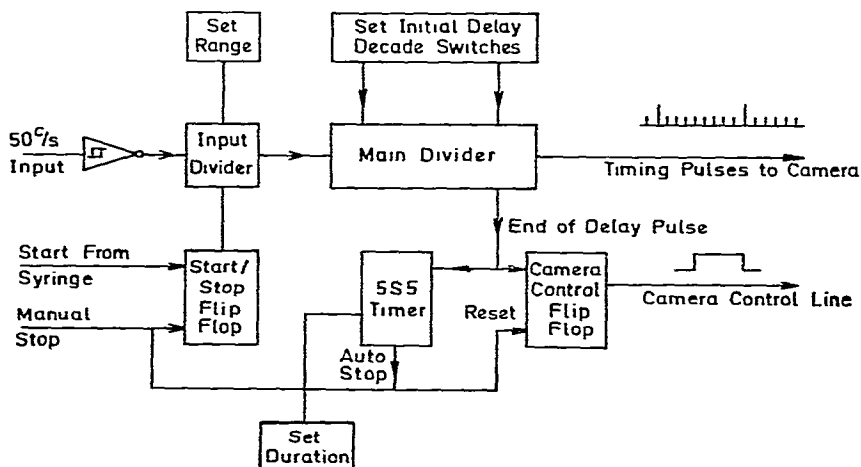 Set
Range
Set Initial Delay
Decade Switches
50c/s
Input
Input
Divider
Main Divider
Timing Pulses to Camera
End of Delay Pulse
Start From
Syringe
Start/
Stop
Flip
Flop
Manual
Stop
5S5
Timer
Camera
Control
Flip
Flop
Reset
Camera Control Line
Auto
Stop
Set
Duration